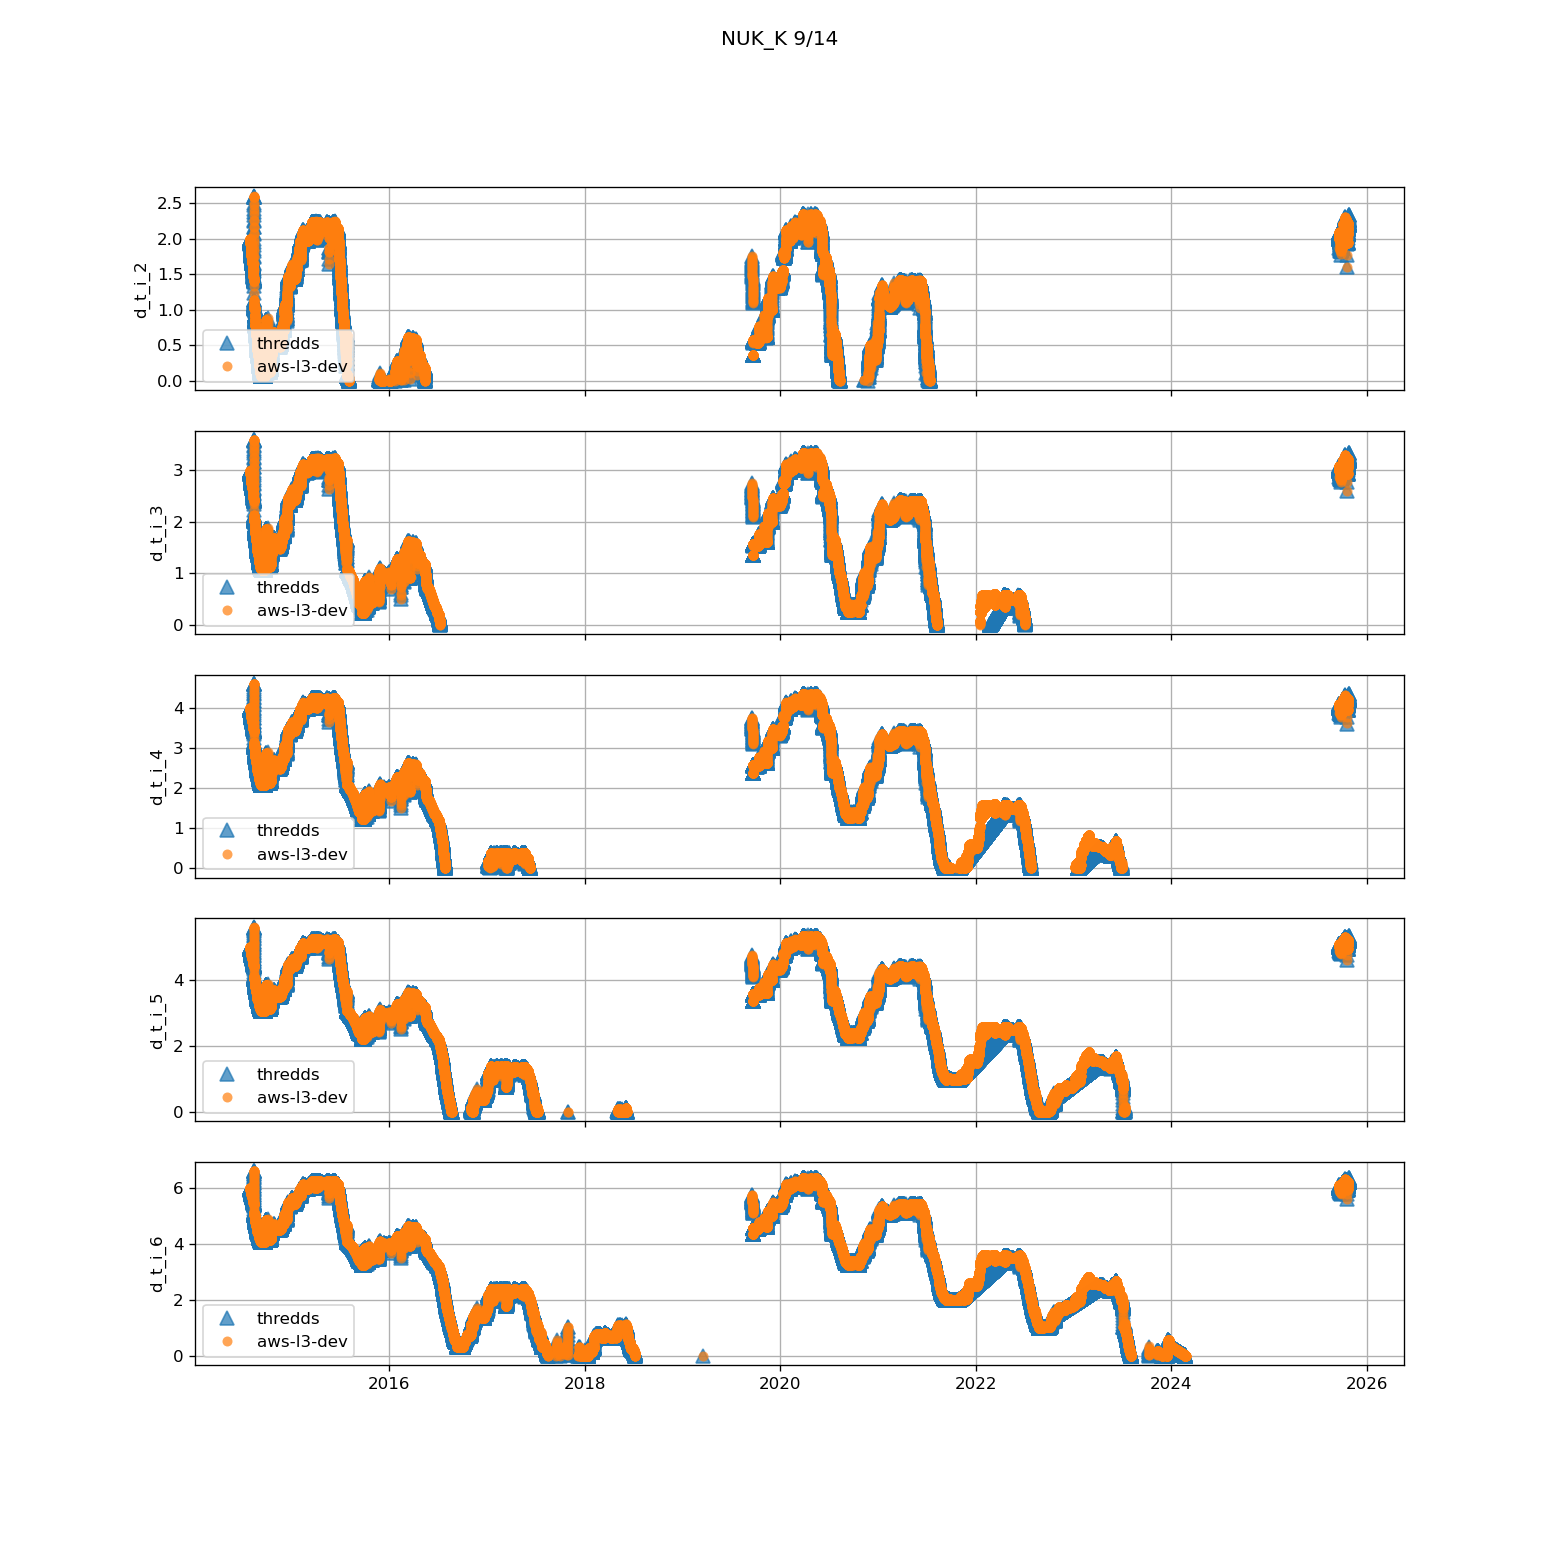 NUK_K 9/14
2.5
2.0
1.5
1.0
0.5
0.0
d_t_i_2
thredds
aws-l3-dev
3
2
1
0
d_t_i_3
thredds
aws-l3-dev
4
3
2
1
0
d_t_i_4
thredds
aws-l3-dev
4
2
0
d_t_i_5
thredds
aws-l3-dev
6
4
2
0
d_t_i_6
thredds
aws-l3-dev
2016 2018 2020 2022 2024 2026